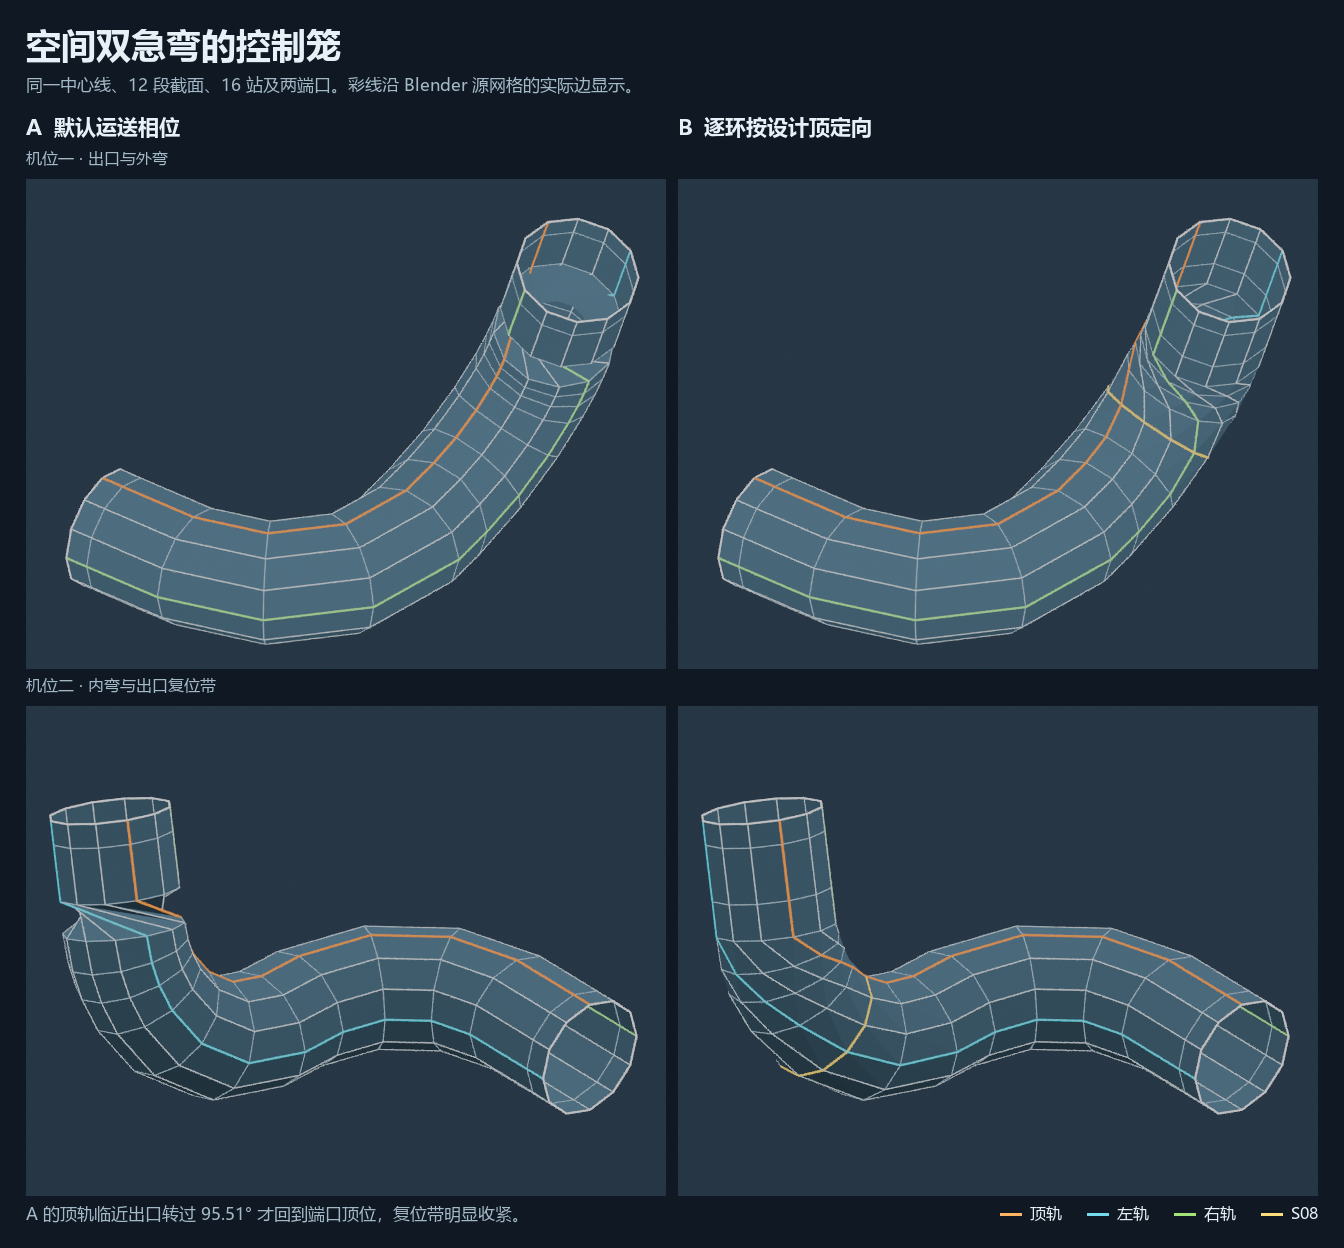 空间双急弯的控制笼
同一中心线、12 段截面、16 站及两端口。彩线沿 Blender 源网格的实际边显示。
A 默认运送相位
B 逐环按设计顶定向
机位一 · 出口与外弯
机位二 · 内弯与出口复位带
A 的顶轨临近出口转过 95.51° 才回到端口顶位，复位带明显收紧。
顶轨 左轨 右轨 S08